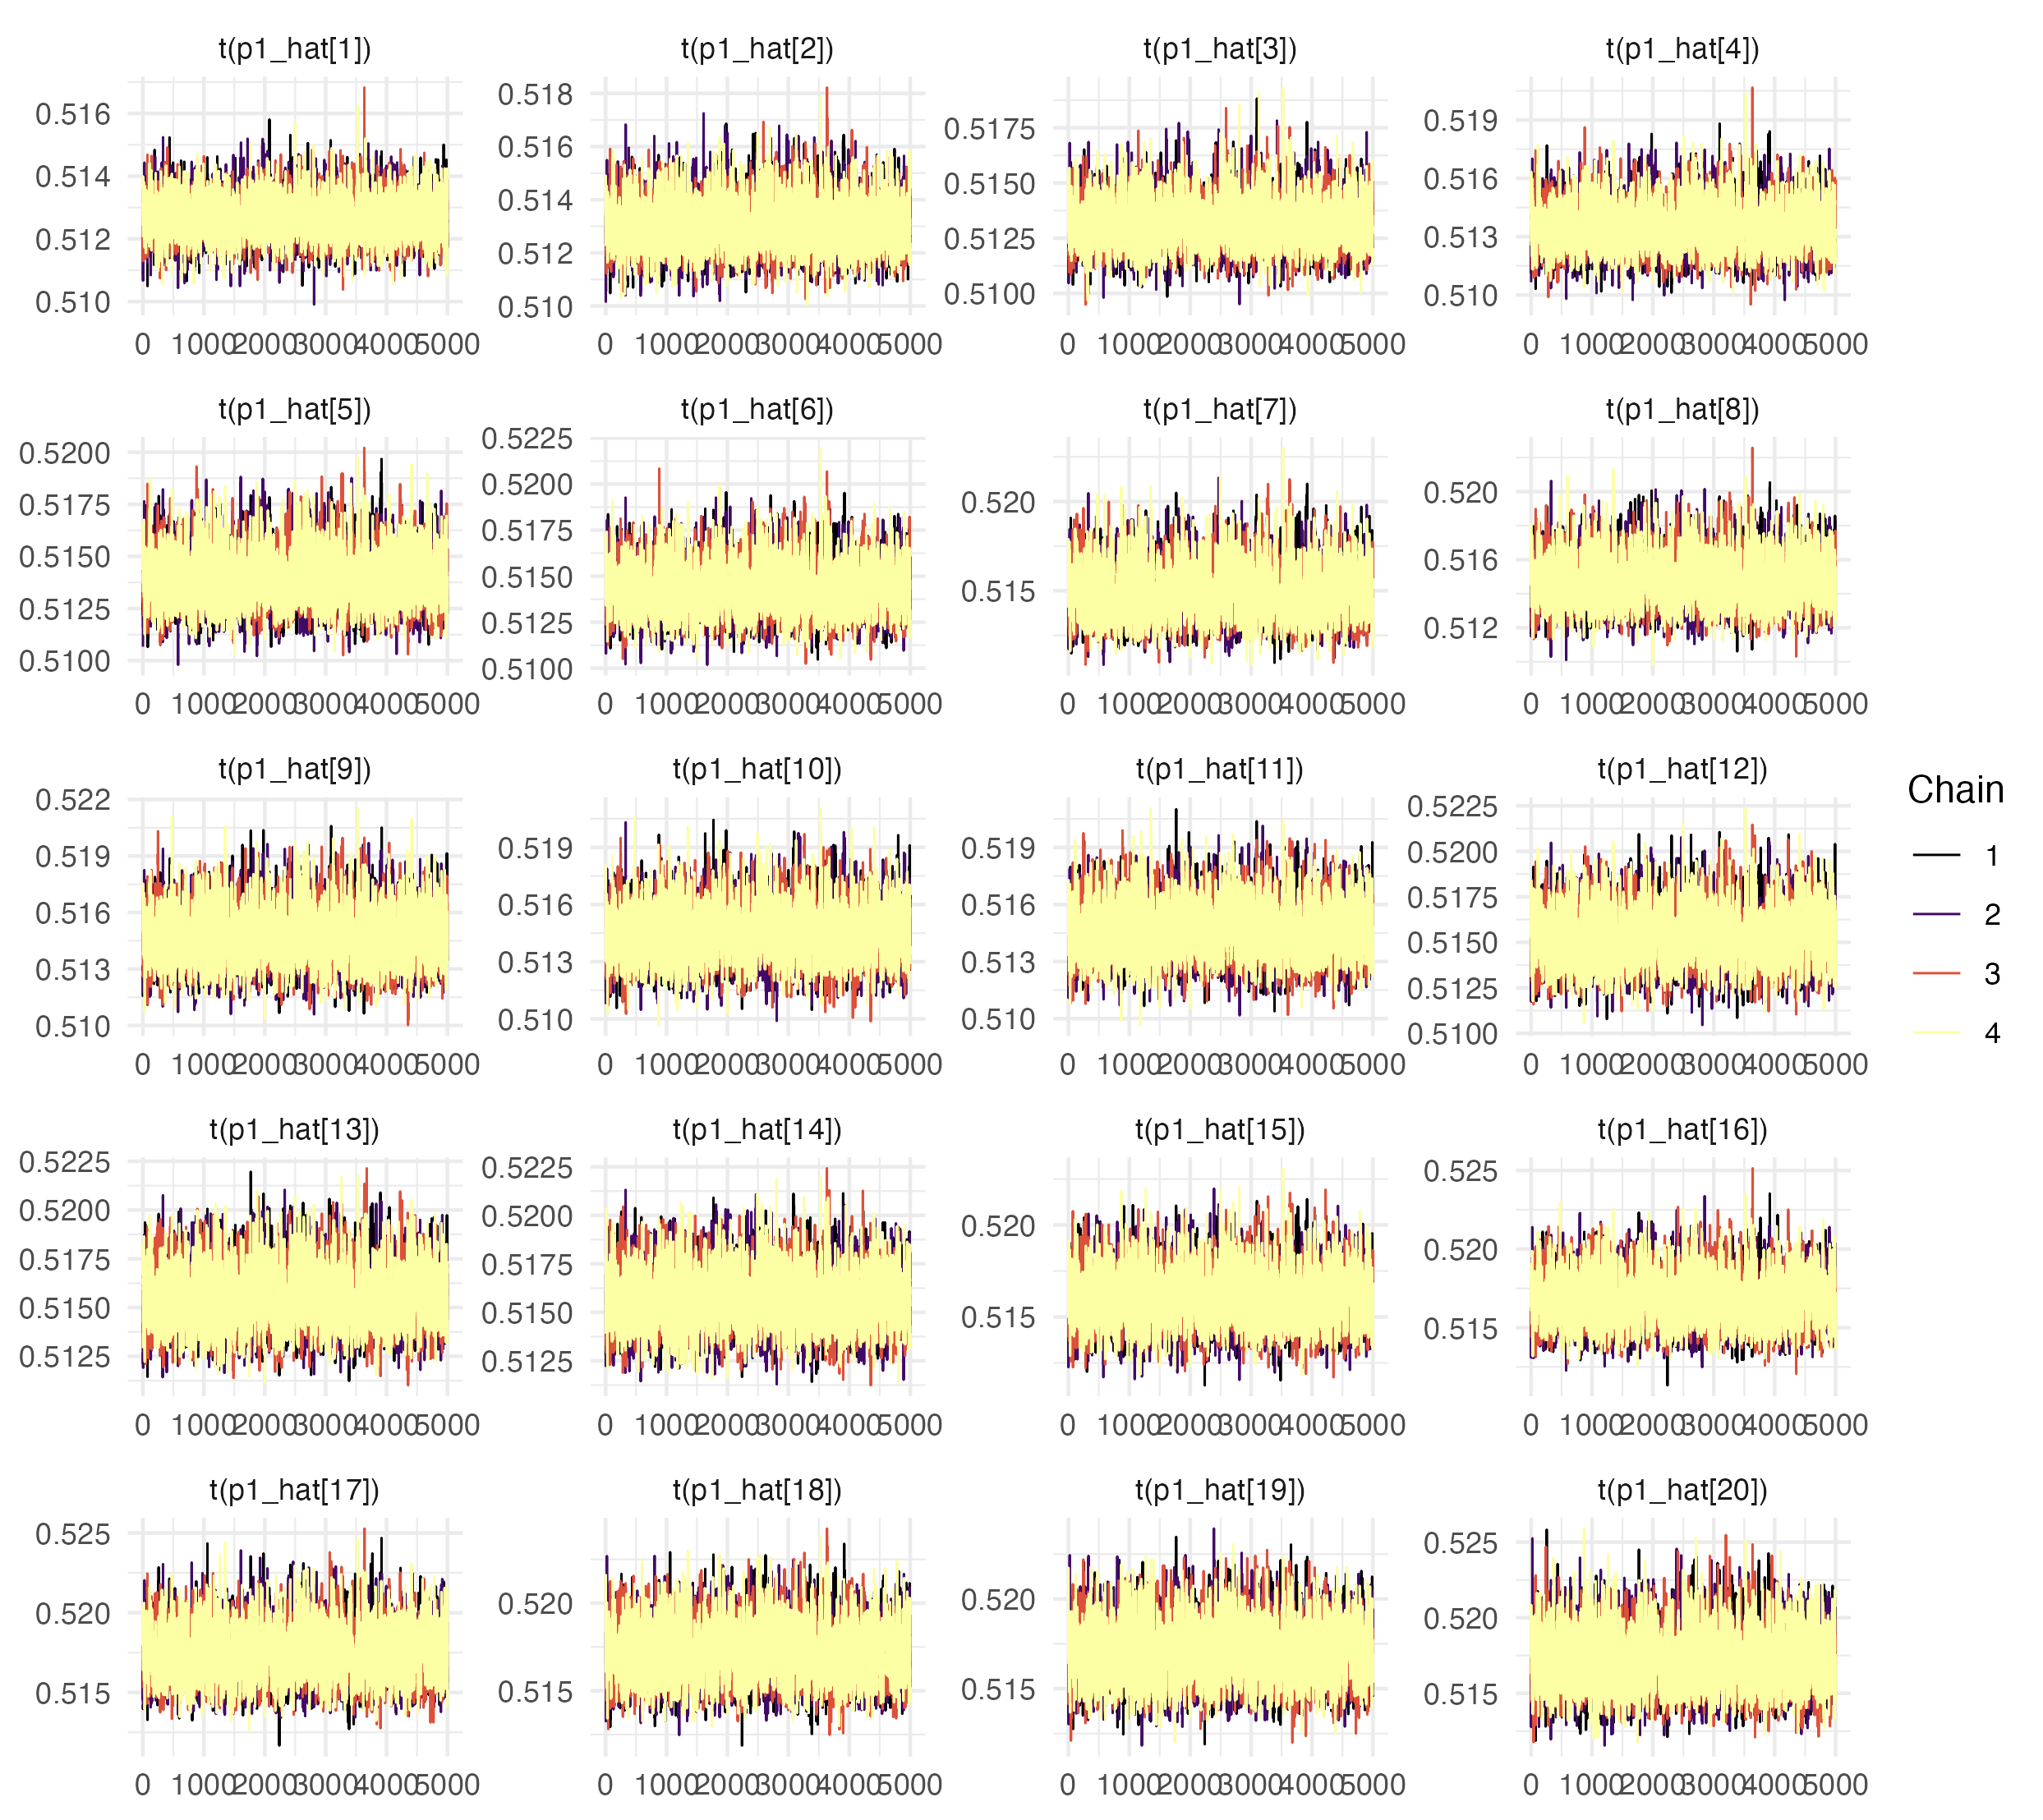 t(p1_hat[1]) t(p1_hat[2]) t(p1_hat[3]) t(p1_hat[4])
0.516 0.514 0.512 0.510
0.518 0.516 0.514 0.512 0.510
0.5175 0.5150 0.5125 0.5100
0.519 0.516 0.513 0.510
0 1000 2000 3000 4000 5000 0 1000 2000 3000 4000 5000 0 1000 2000 3000 4000 5000 0 1000 2000 3000 4000 5000
t(p1_hat[5]) t(p1_hat[6]) t(p1_hat[7]) t(p1_hat[8])
0.5200 0.5175 0.5150 0.5125 0.5100
0.5225 0.5200 0.5175 0.5150 0.5125 0.5100
0.520 0.515
0.520 0.516 0.512
0 1000 2000 3000 4000 5000 0 1000 2000 3000 4000 5000 0 1000 2000 3000 4000 5000 0 1000 2000 3000 4000 5000
t(p1_hat[9]) t(p1_hat[10]) t(p1_hat[11]) t(p1_hat[12])
0.522 0.519 0.516 0.513 0.510
0.519 0.516 0.513 0.510
0.519 0.516 0.513 0.510
0.5225 0.5200 0.5175 0.5150 0.5125 0.5100
0 1000 2000 3000 4000 5000 0 1000 2000 3000 4000 5000 0 1000 2000 3000 4000 5000 0 1000 2000 3000 4000 5000
t(p1_hat[13]) t(p1_hat[14]) t(p1_hat[15]) t(p1_hat[16])
0.5225 0.5200 0.5175 0.5150 0.5125
0.5225 0.5200 0.5175 0.5150 0.5125
0.520 0.515
0.525 0.520 0.515
0 1000 2000 3000 4000 5000 0 1000 2000 3000 4000 5000 0 1000 2000 3000 4000 5000 0 1000 2000 3000 4000 5000
t(p1_hat[17]) t(p1_hat[18]) t(p1_hat[19]) t(p1_hat[20])
0.525 0.520 0.515
0.520 0.515
0.520 0.515
0.525 0.520 0.515
0 1000 2000 3000 4000 5000 0 1000 2000 3000 4000 5000 0 1000 2000 3000 4000 5000 0 1000 2000 3000 4000 5000
Chain
1
2
3
4